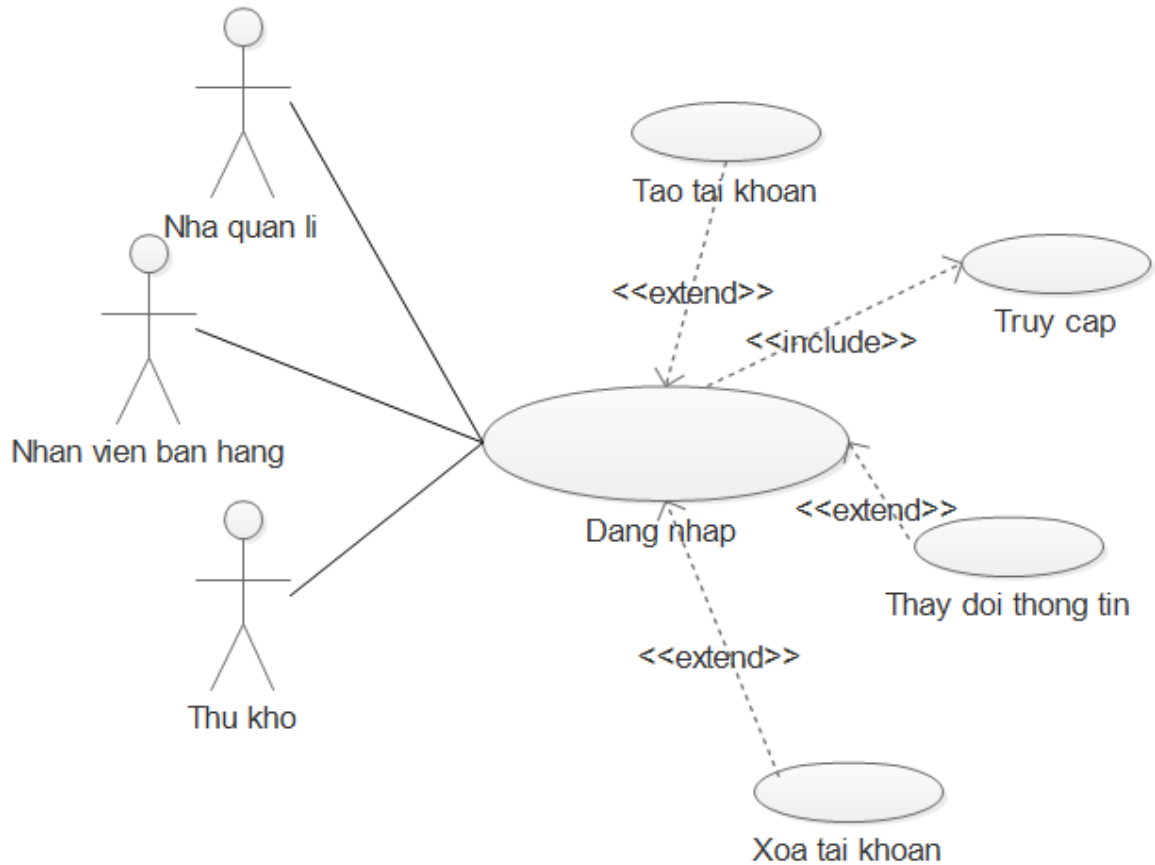 Nha quan li
Nhan vien ban hang
Thu kho
Tao tai khoan
<<extend>>
Truy cap
<<include>>
Dang nhap
<<extend>>
Thay doi thong tin
<<extend>>
Xoa tai khoan